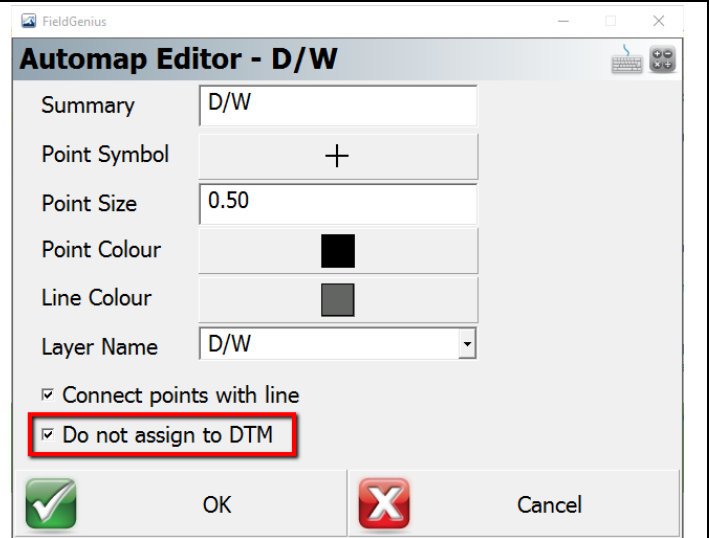 FieldGenius
Automap Editor - D/W
Summary D/W
Point Symbol
Point Size 0.50
Point Colour
Line Colour
Layer Name D/W
Connect points with line
Do not assign to DTM
OK Cancel